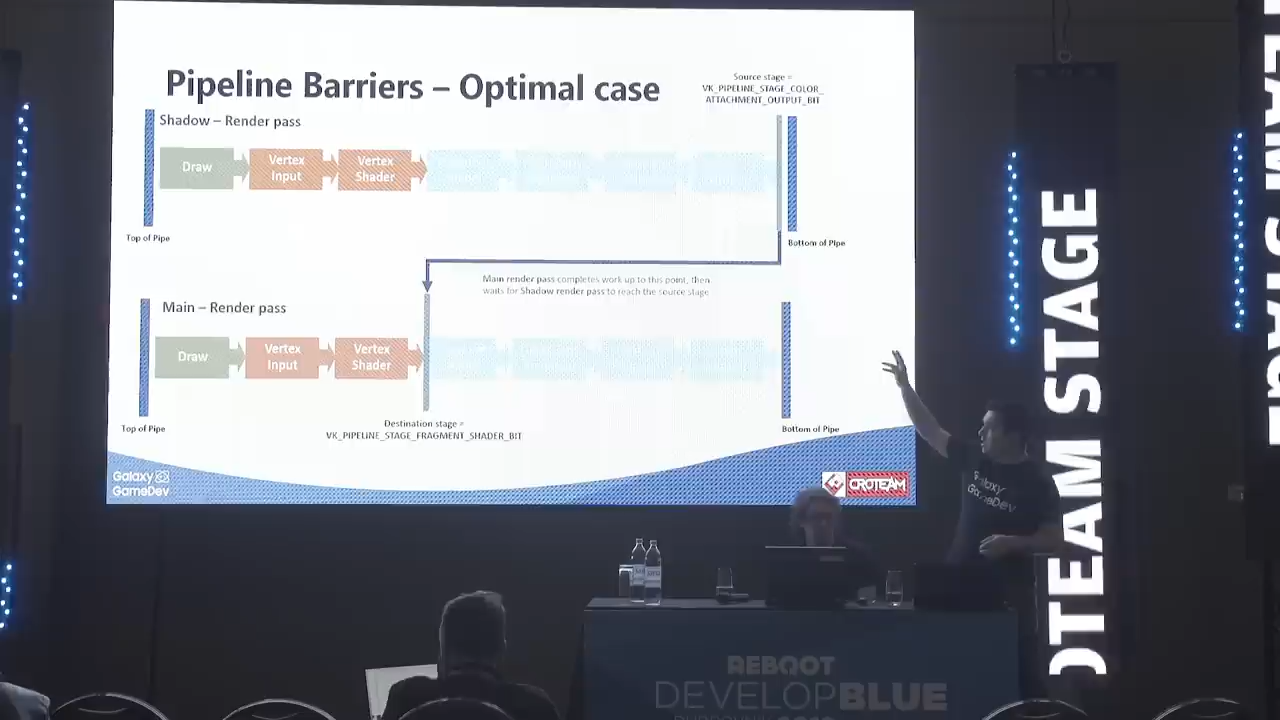 Pipeline Barriers – Optimal case
Source stage =
VK_PIPELINE_STAGE_COLOR_
ATTACHMENT_OUTPUT_BIT
Shadow – Render pass
Draw
Vertex
Input
Vertex
Shader
Top of Pipe
Bottom of Pipe
Main render pass completes work up to this point, then
waits for Shadow render pass to reach the source stage
Main – Render pass
Draw
Vertex
Input
Vertex
Shader
Top of Pipe
Bottom of Pipe
Destination stage =
VK_PIPELINE_STAGE_FRAGMENT_SHADER_BIT
Galaxy
GameDev
CROTEAM
Galaxy
GameDev
OTEAM STAGE
REBOOT
DEVELOPBLUE